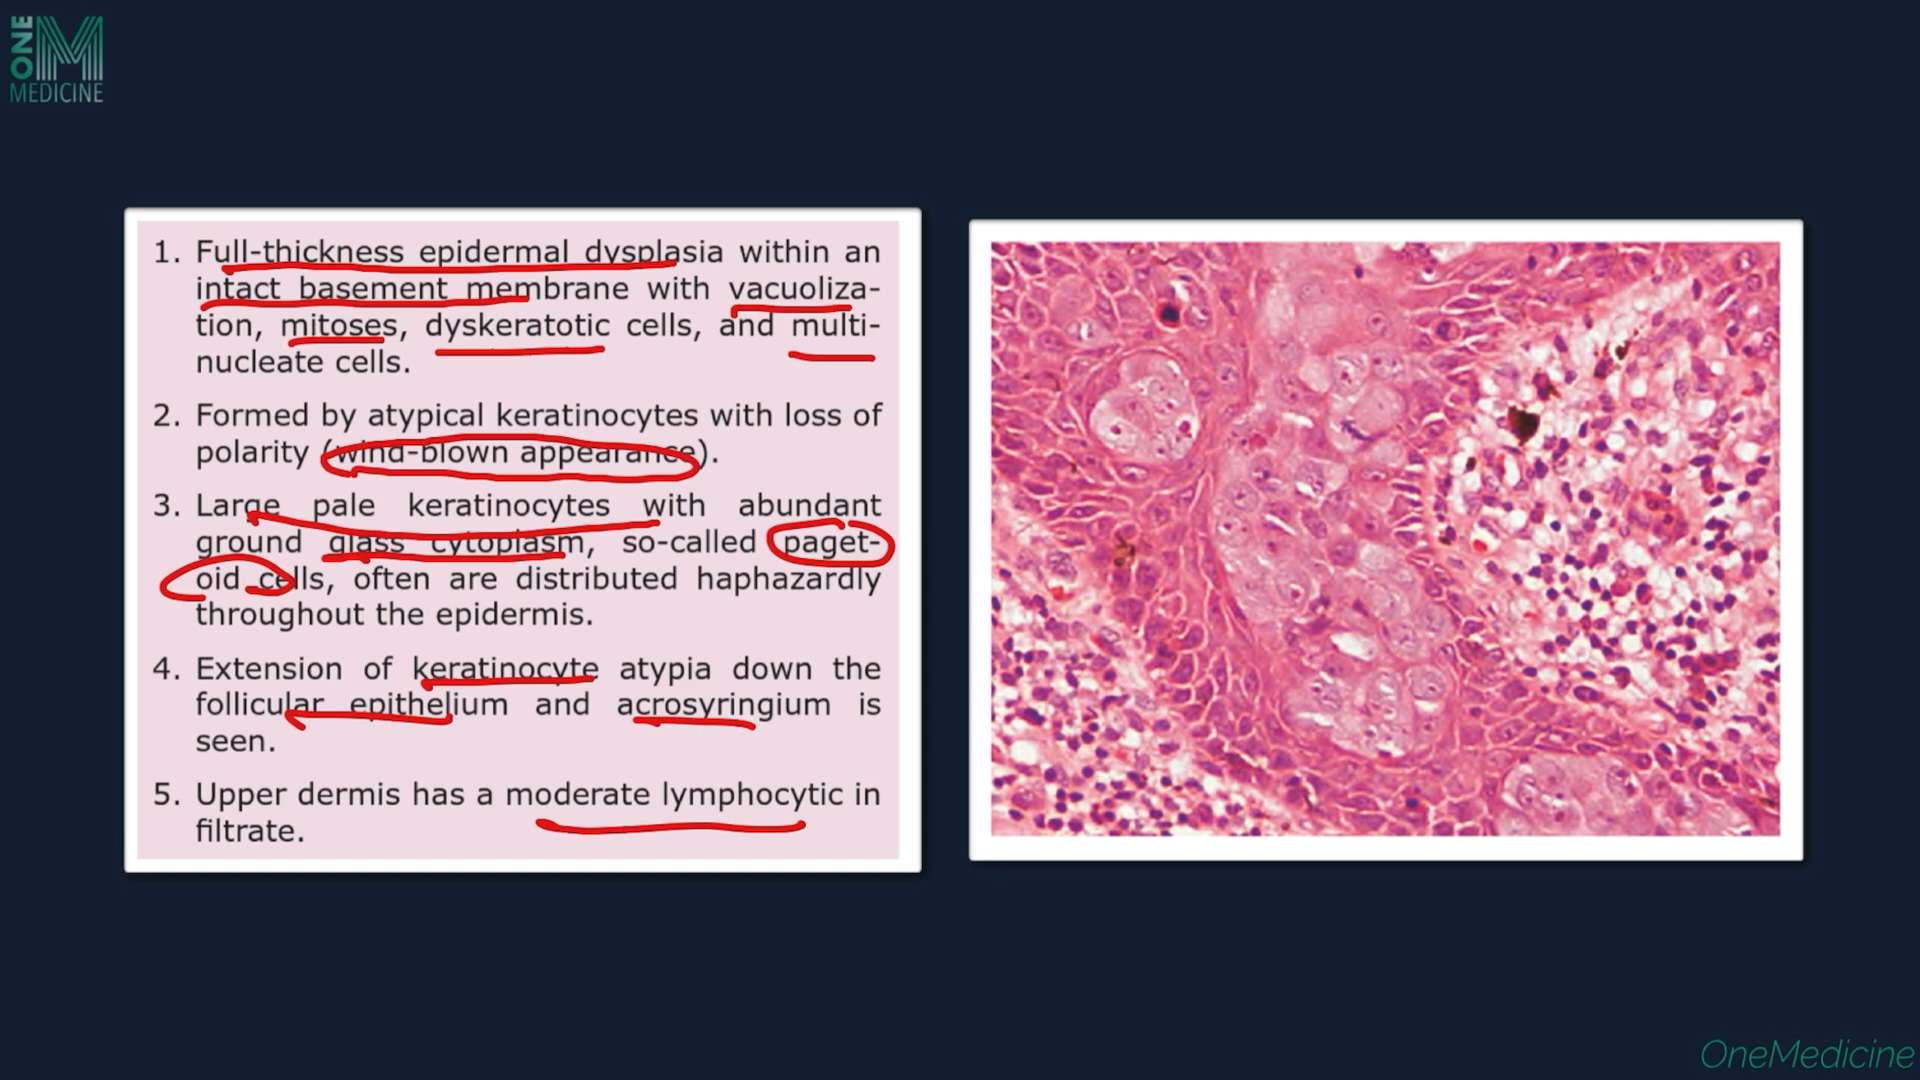 ONE
M
MEDICINE
1. Full-thickness epidermal dysplasia within an
intact basement membrane with vacuoliza-
tion, mitoses, dyskeratotic cells, and multi-
nucleate cells.
2. Formed by atypical keratinocytes with loss of
polarity (wind-blown appearance).
3. Large pale keratinocytes with abundant
ground glass cytoplasm, so-called paget-
oid cells, often are distributed haphazardly
throughout the epidermis.
4. Extension of keratinocyte atypia down the
follicular epithelium and acrosyringium is
seen.
5. Upper dermis has a moderate lymphocytic in
filtrate.
OneMedicine